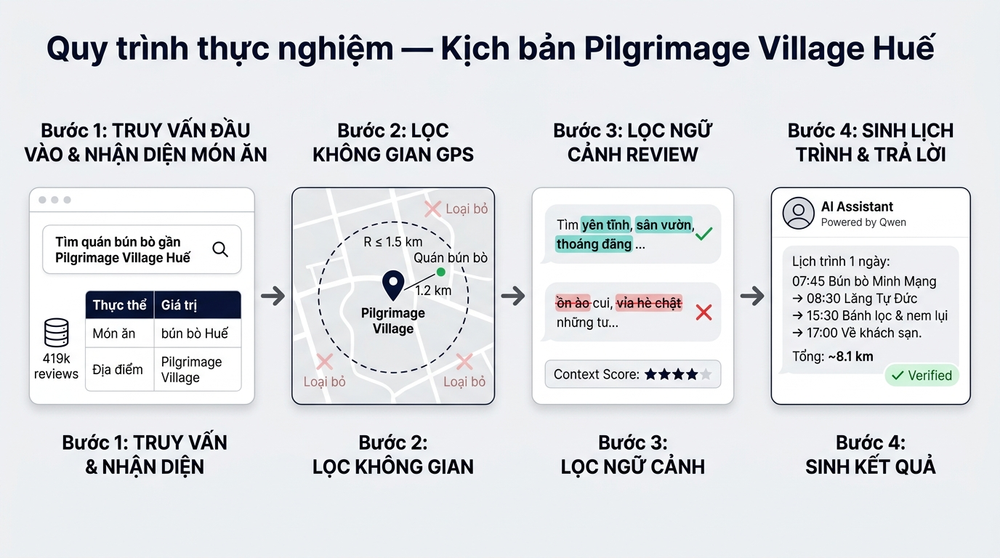 Quy trình thực nghiệm — Kịch bản Pilgrimage Village Huế
Bước 1: TRUY VẤN ĐẦU
VÀO & NHẬN DIỆN MÓN ĂN
Tìm quán bún bò gần
Pilgrimage Village Huế
419k
reviews
Thực thể Giá trị
Món ăn bún bò Huế
Địa điểm Pilgrimage
Village
Bước 1: TRUY VẤN
& NHẬN DIỆN
Bước 2: LỌC
KHÔNG GIAN GPS
Loại bỏ
R ≤ 1.5 km
Quán bún bò
1.2 km
Pilgrimage
Village
Loại bỏ
Loại bỏ
Bước 2:
LỌC KHÔNG GIAN
Bước 3: LỌC NGỮ
CẢNH REVIEW
Tìm yên tĩnh, sân vườn,
thoáng đãng ...
ồn ào cui, vỉa hè chật
những tư...
Context Score: ★★★★★
Bước 3:
LỌC NGỮ CẢNH
Bước 4: SINH LỊCH
TRÌNH & TRẢ LỜI
AI Assistant
Powered by Qwen
Lịch trình 1 ngày:
07:45 Bún bò Minh Mạng
→ 08:30 Lăng Tự Đức
→ 15:30 Bánh lọc & nem lụi
→ 17:00 Về khách sạn.
Tổng: ~8.1 km
✓ Verified
Bước 4:
SINH KẾT QUẢ